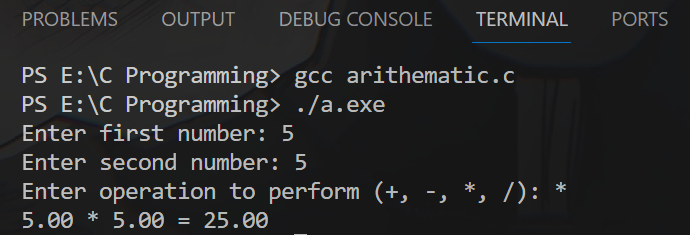 PROBLEMS OUTPUT DEBUG CONSOLE TERMINAL PORTS
PS E:\C Programming> gcc arithematic.c
PS E:\C Programming> ./a.exe
Enter first number: 5
Enter second number: 5
Enter operation to perform (+, -, *, /): *
5.00 * 5.00 = 25.00